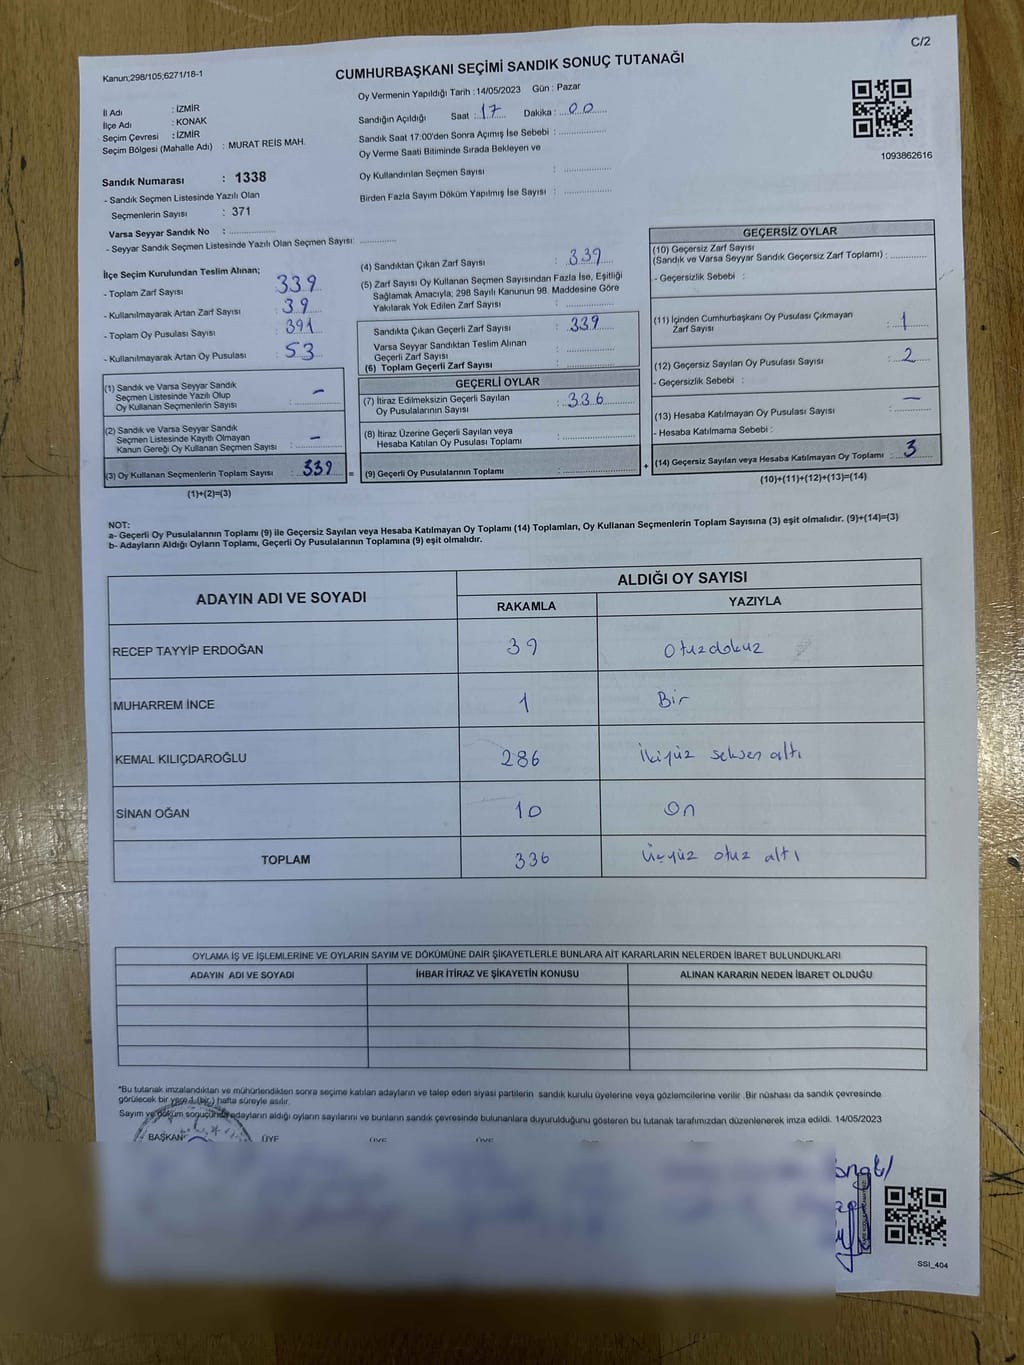 C/2
Kanun;298/105;6271/18-1
CUMHURBAŞKANI SEÇİMİ SANDIK SONUÇ TUTANAĞI
Oy Vermenin Yapıldığı Tarih : 14/05/2023 Gün : Pazar
İl Adı : İZMİR
İlçe Adı : KONAK
Seçim Çevresi : İZMİR
Seçim Bölgesi (Mahalle Adı) : MURAT REİS MAH.
Sandık Numarası : 1338
- Sandık Seçmen Listesinde Yazılı Olan
Seçmenlerin Sayısı : 371
Varsa Seyyar Sandık No :
- Seyyar Sandık Seçmen Listesinde Yazılı Olan Seçmen Sayısı:
Sandığın Açıldığı Saat : 17 Dakika : 00
Sandık Saat 17:00'den Sonra Açımış İse Sebebi :
Oy Verme Saati Bitiminde Sırada Bekleyen ve
Oy Kullandırılan Seçmen Sayısı :
Birden Fazla Sayım Döküm Yapılmış İse Sayısı :
1093862616
İlçe Seçim Kurulundan Teslim Alınan;
- Toplam Zarf Sayısı : 339
- Kullanılmayarak Artan Zarf Sayısı : 39
- Toplam Oy Pusulası Sayısı : 391
- Kullanılmayarak Artan Oy Pusulası : 53
(1) Sandık ve Varsa Seyyar Sandık
Seçmen Listesinde Yazılı Olup
Oy Kullanan Seçmenlerin Sayısı : –
(2) Sandık ve Varsa Seyyar Sandık
Seçmen Listesinde Kayıtlı Olmayan
Kanun Gereği Oy Kullanan Seçmen Sayısı : –
(3) Oy Kullanan Seçmenlerin Toplam Sayısı : 339 =
(1)+(2)=(3)
(4) Sandıktan Çıkan Zarf Sayısı : 339
(5) Zarf Sayısı Oy Kullanan Seçmen Sayısından Fazla İse, Eşitliği
Sağlamak Amacıyla; 298 Sayılı Kanunun 98. Maddesine Göre
Yakılarak Yok Edilen Zarf Sayısı :
Sandıkta Çıkan Geçerli Zarf Sayısı : 339
Varsa Seyyar Sandıktan Teslim Alınan
Geçerli Zarf Sayısı :
(6) Toplam Geçerli Zarf Sayısı :
GEÇERLİ OYLAR
(7) İtiraz Edilmeksizin Geçerli Sayılan
Oy Pusulalarının Sayısı : 336
(8) İtiraz Üzerine Geçerli Sayılan veya
Hesaba Katılan Oy Pusulası Toplamı :
(9) Geçerli Oy Pusulalarının Toplamı : +
GEÇERSİZ OYLAR
(10) Geçersiz Zarf Sayısı
(Sandık ve Varsa Seyyar Sandık Geçersiz Zarf Toplamı) :
- Geçersizlik Sebebi :
(11) İçinden Cumhurbaşkanı Oy Pusulası Çıkmayan
Zarf Sayısı : 1
(12) Geçersiz Sayılan Oy Pusulası Sayısı : 2
- Geçersizlik Sebebi :
(13) Hesaba Katılmayan Oy Pusulası Sayısı : –
- Hesaba Katılmama Sebebi :
(14) Geçersiz Sayılan veya Hesaba Katılmayan Oy Toplamı : 3
(10)+(11)+(12)+(13)=(14)
NOT:
a- Geçerli Oy Pusulalarının Toplamı (9) ile Geçersiz Sayılan veya Hesaba Katılmayan Oy Toplamı (14) Toplamları, Oy Kullanan Seçmenlerin Toplam Sayısına (3) eşit olmalıdır. (9)+(14)=(3)
b- Adayların Aldığı Oyların Toplamı, Geçerli Oy Pusulalarının Toplamına (9) eşit olmalıdır.
ADAYIN ADI VE SOYADI ALDIĞI OY SAYISI
RAKAMLA YAZIYLA
RECEP TAYYİP ERDOĞAN 39 Otuzdokuz
MUHARREM İNCE 1 Bir
KEMAL KILIÇDAROĞLU 286 İkiyüz seksen altı
SİNAN OĞAN 10 On
TOPLAM 336 Üçyüz otuz altı
OYLAMA İŞ VE İŞLEMLERİNE VE OYLARIN SAYIM VE DÖKÜMÜNE DAİR ŞİKAYETLERLE BUNLARA AİT KARARLARIN NELERDEN İBARET BULUNDUKLARI
ADAYIN ADI VE SOYADI İHBAR İTİRAZ VE ŞİKAYETİN KONUSU ALINAN KARARIN NEDEN İBARET OLDUĞU
*Bu tutanak imzalandıktan ve mühürlendikten sonra seçime katılan adayların ve talep eden siyasi partilerin sandık kurulu üyelerine veya gözlemcilerine verilir. Bir nüshası da sandık çevresinde
görülecek bir yere 1 (bir) hafta süreyle asılır.
Sayım ve döküm sonucunda adayların aldığı oyların sayılarını ve bunların sandık çevresinde bulunanlara duyurulduğunu gösteren bu tutanak tarafımızdan düzenlenerek imza edildi. 14/05/2023
BAŞKAN ÜYE ÜYE ÜYE
SSI_404